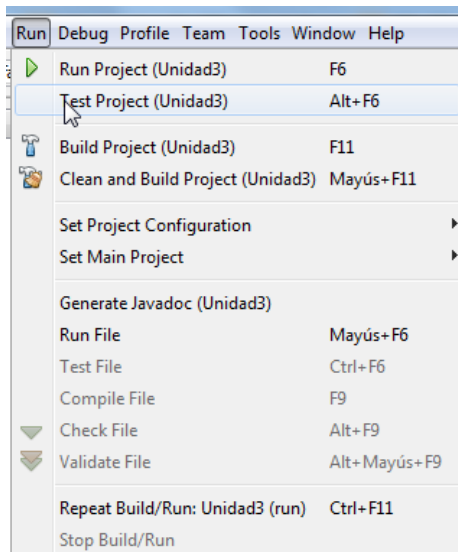 Run Debug Profile Team Tools Window Help
Run Project (Unidad3) F6
Test Project (Unidad3) Alt+F6
Build Project (Unidad3) F11
Clean and Build Project (Unidad3) Mayús+F11
Set Project Configuration
Set Main Project
Generate Javadoc (Unidad3)
Run File Mayús+F6
Test File Ctrl+F6
Compile File F9
Check File Alt+F9
Validate File Alt+Mayús+F9
Repeat Build/Run: Unidad3 (run) Ctrl+F11
Stop Build/Run